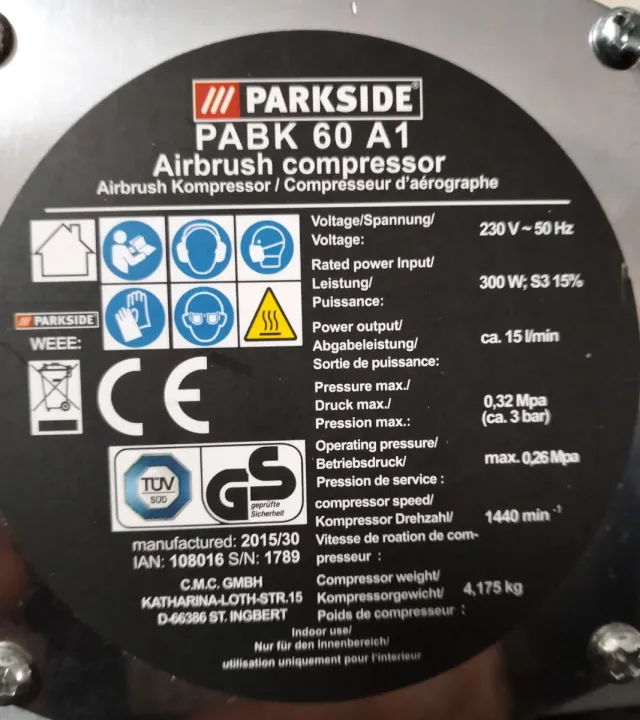 PARKSIDE®
PABK 60 A1
Airbrush compressor
Airbrush Kompressor / Compresseur d'aérographe
Voltage/Spannung/
Voltage:
230 V ~ 50 Hz
Rated power Input/
Leistung/
Puissance:
300 W; S3 15%
Power output/
Abgabeleistung/
Sortie de puissance:
ca. 15 l/min
Pressure max./
Druck max./
Pression max.:
0,32 Mpa
(ca. 3 bar)
Operating pressure/
Betriebsdruck/
Pression de service :
max. 0,26 Mpa
compressor speed/
Kompressor Drehzahl/
Vitesse de roation de com-
presseur :
1440 min -1
Compressor weight/
Kompressorgewicht/
Poids de compresseur :
4,175 kg
PARKSIDE
WEEE:
CE
TÜV
SÜD
GS
geprüfte
Sicherheit
manufactured: 2015/30
IAN: 108016 S/N: 1789
C.M.C. GMBH
KATHARINA-LOTH-STR.15
D-66386 ST. INGBERT
Indoor use/
Nur für den Innenbereich/
utilisation uniquement pour l'interieur